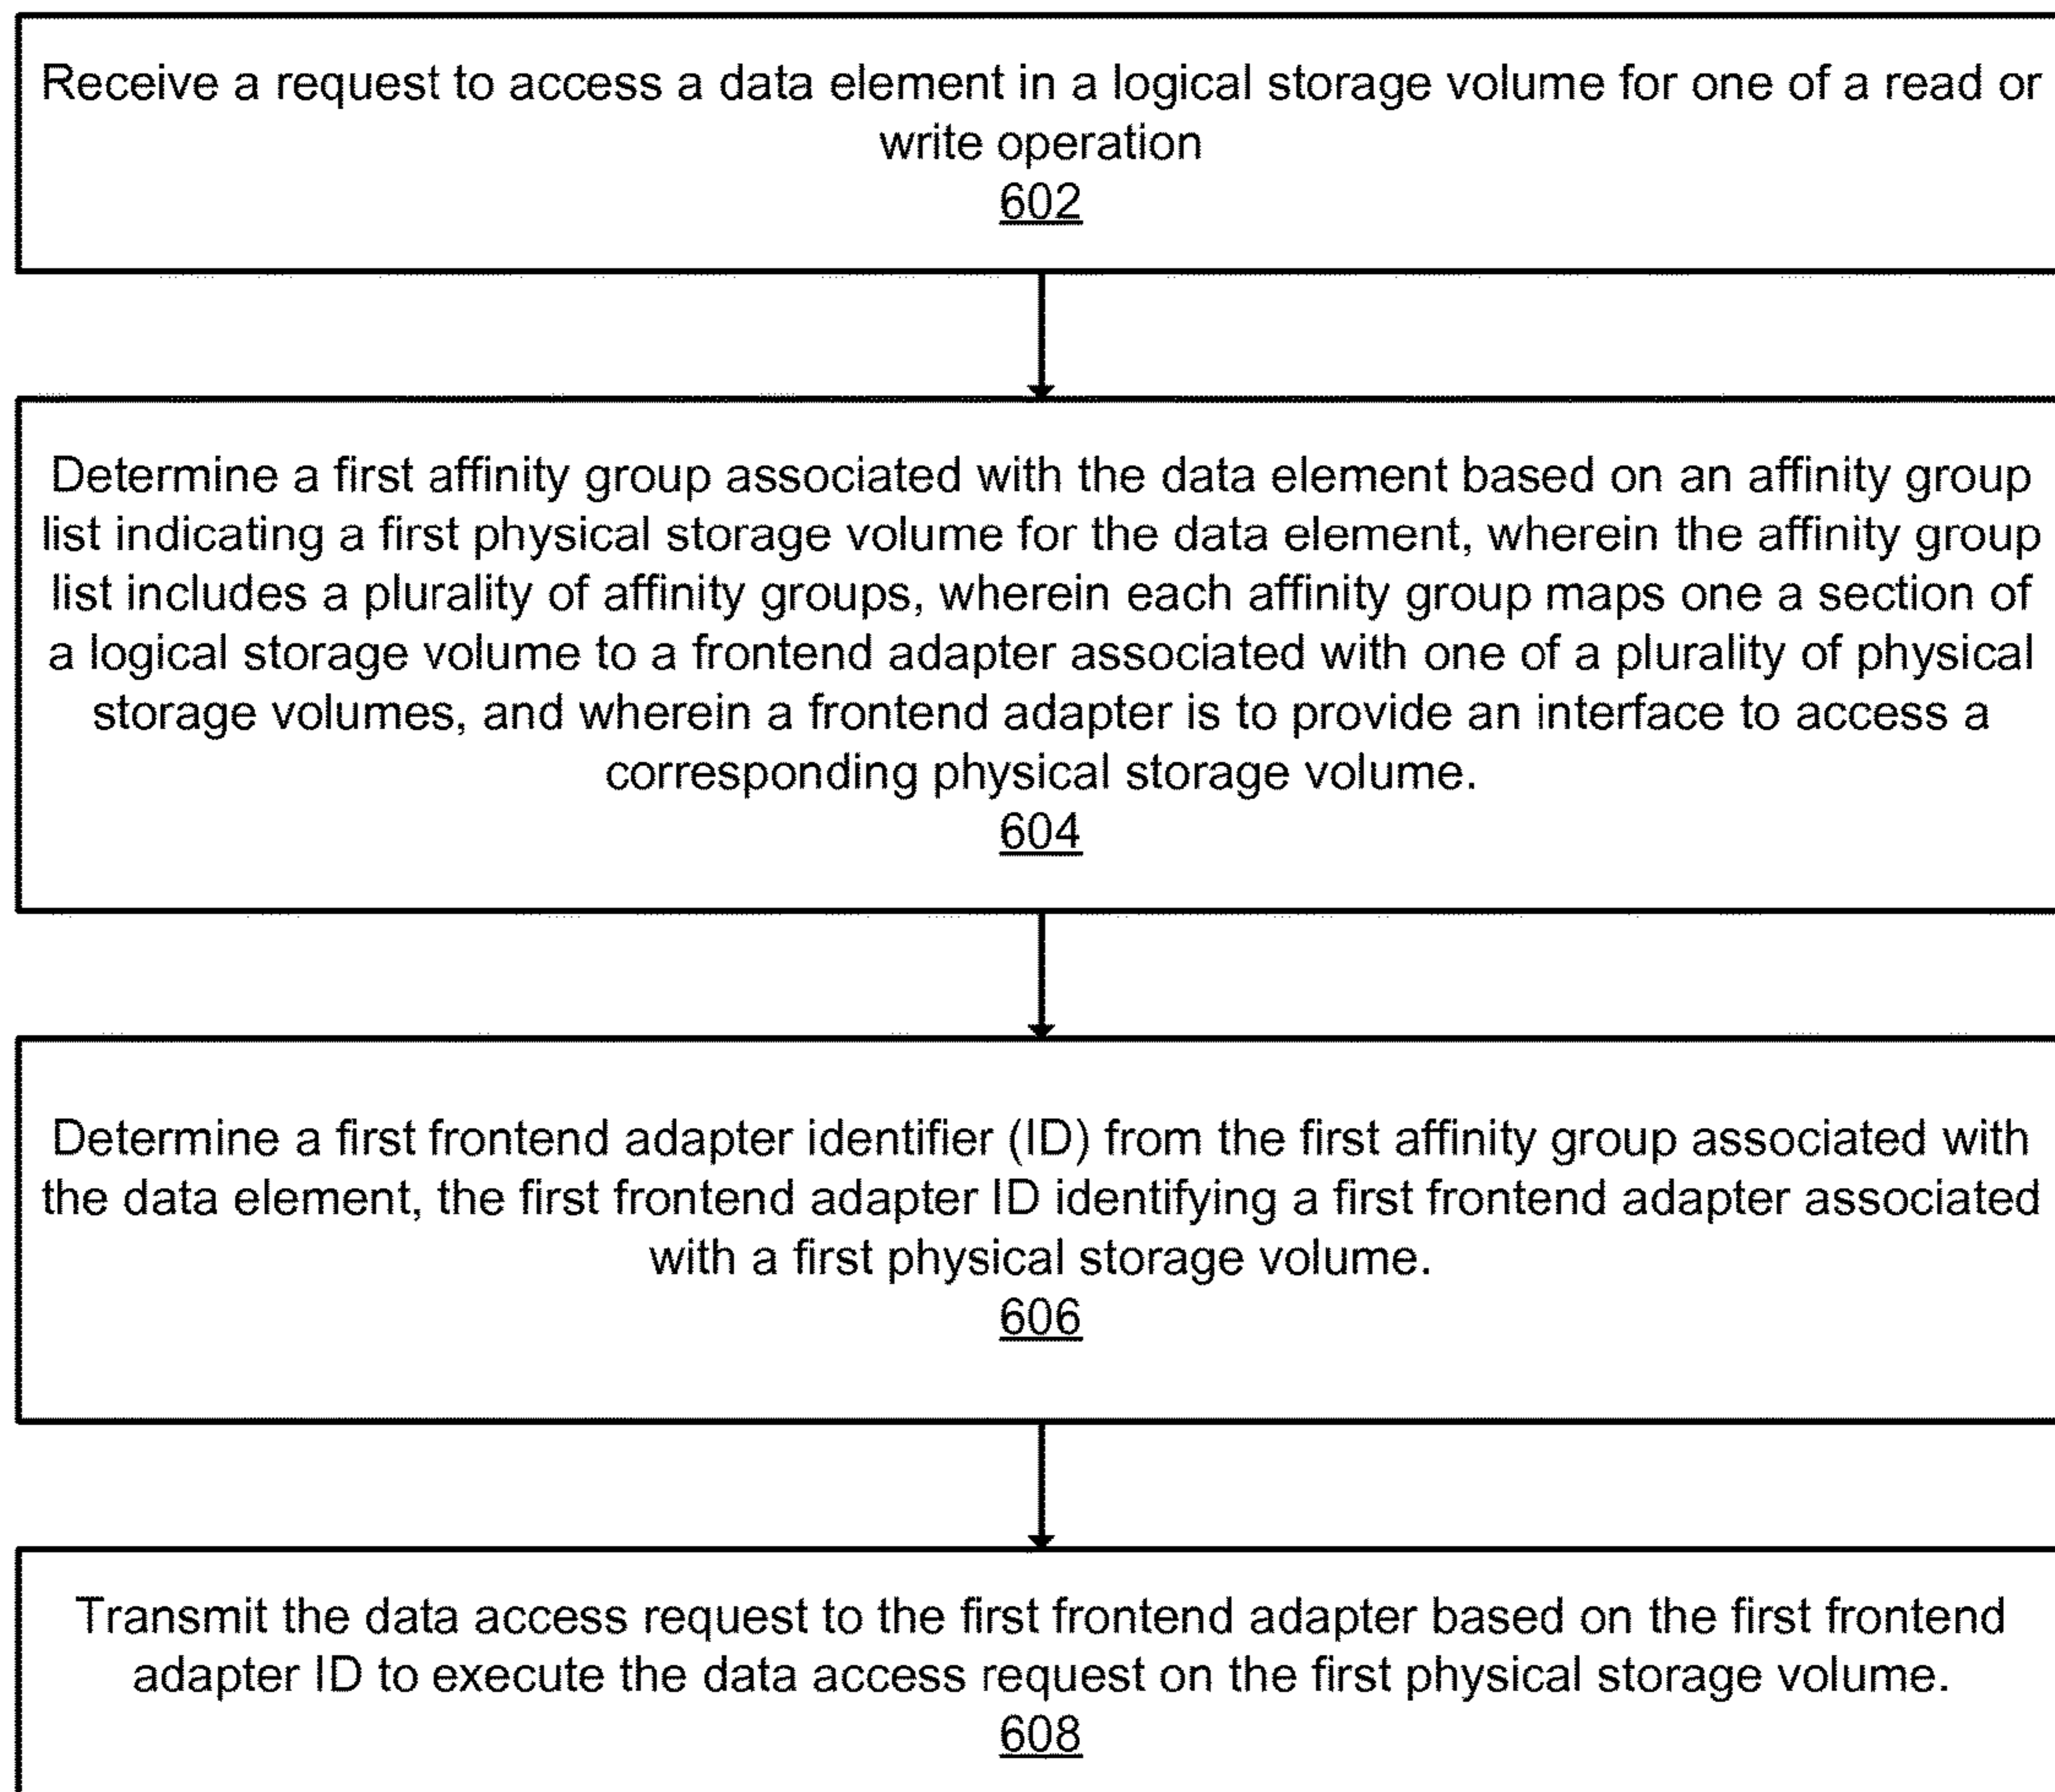 Receive a request to access a data element in a logical storage volume for one of a read or
write operation
602
Determine a first affinity group associated with the data element based on an affinity group
list indicating a first physical storage volume for the data element, wherein the affinity group
list includes a plurality of affinity groups, wherein each affinity group maps one a section of
a logical storage volume to a frontend adapter associated with one of a plurality of physical
storage volumes, and wherein a frontend adapter is to provide an interface to access a
corresponding physical storage volume.
604
Determine a first frontend adapter identifier (ID) from the first affinity group associated with
the data element, the first frontend adapter ID identifying a first frontend adapter associated
with a first physical storage volume.
606
Transmit the data access request to the first frontend adapter based on the first frontend
adapter ID to execute the data access request on the first physical storage volume.
608